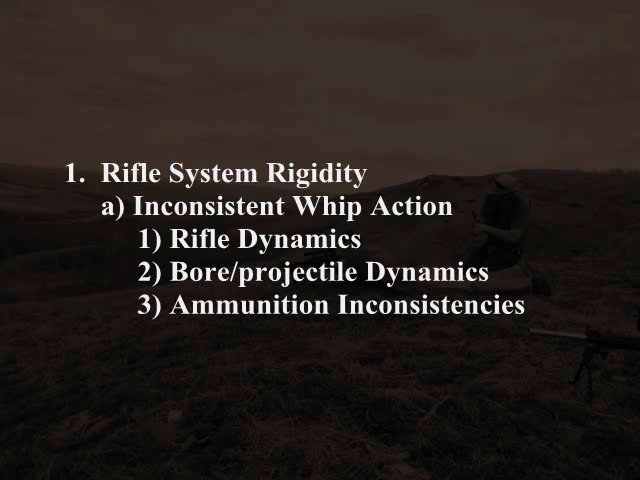 1. Rifle System Rigidity
a) Inconsistent Whip Action
1) Rifle Dynamics
2) Bore/projectile Dynamics
3) Ammunition Inconsistencies